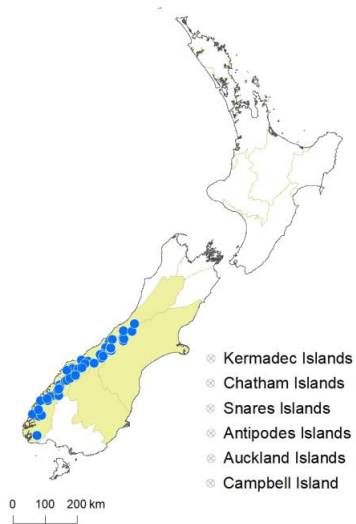 Kermadec Islands
Chatham Islands
Snares Islands
Antipodes Islands
Auckland Islands
Campbell Island
0 100 200 km